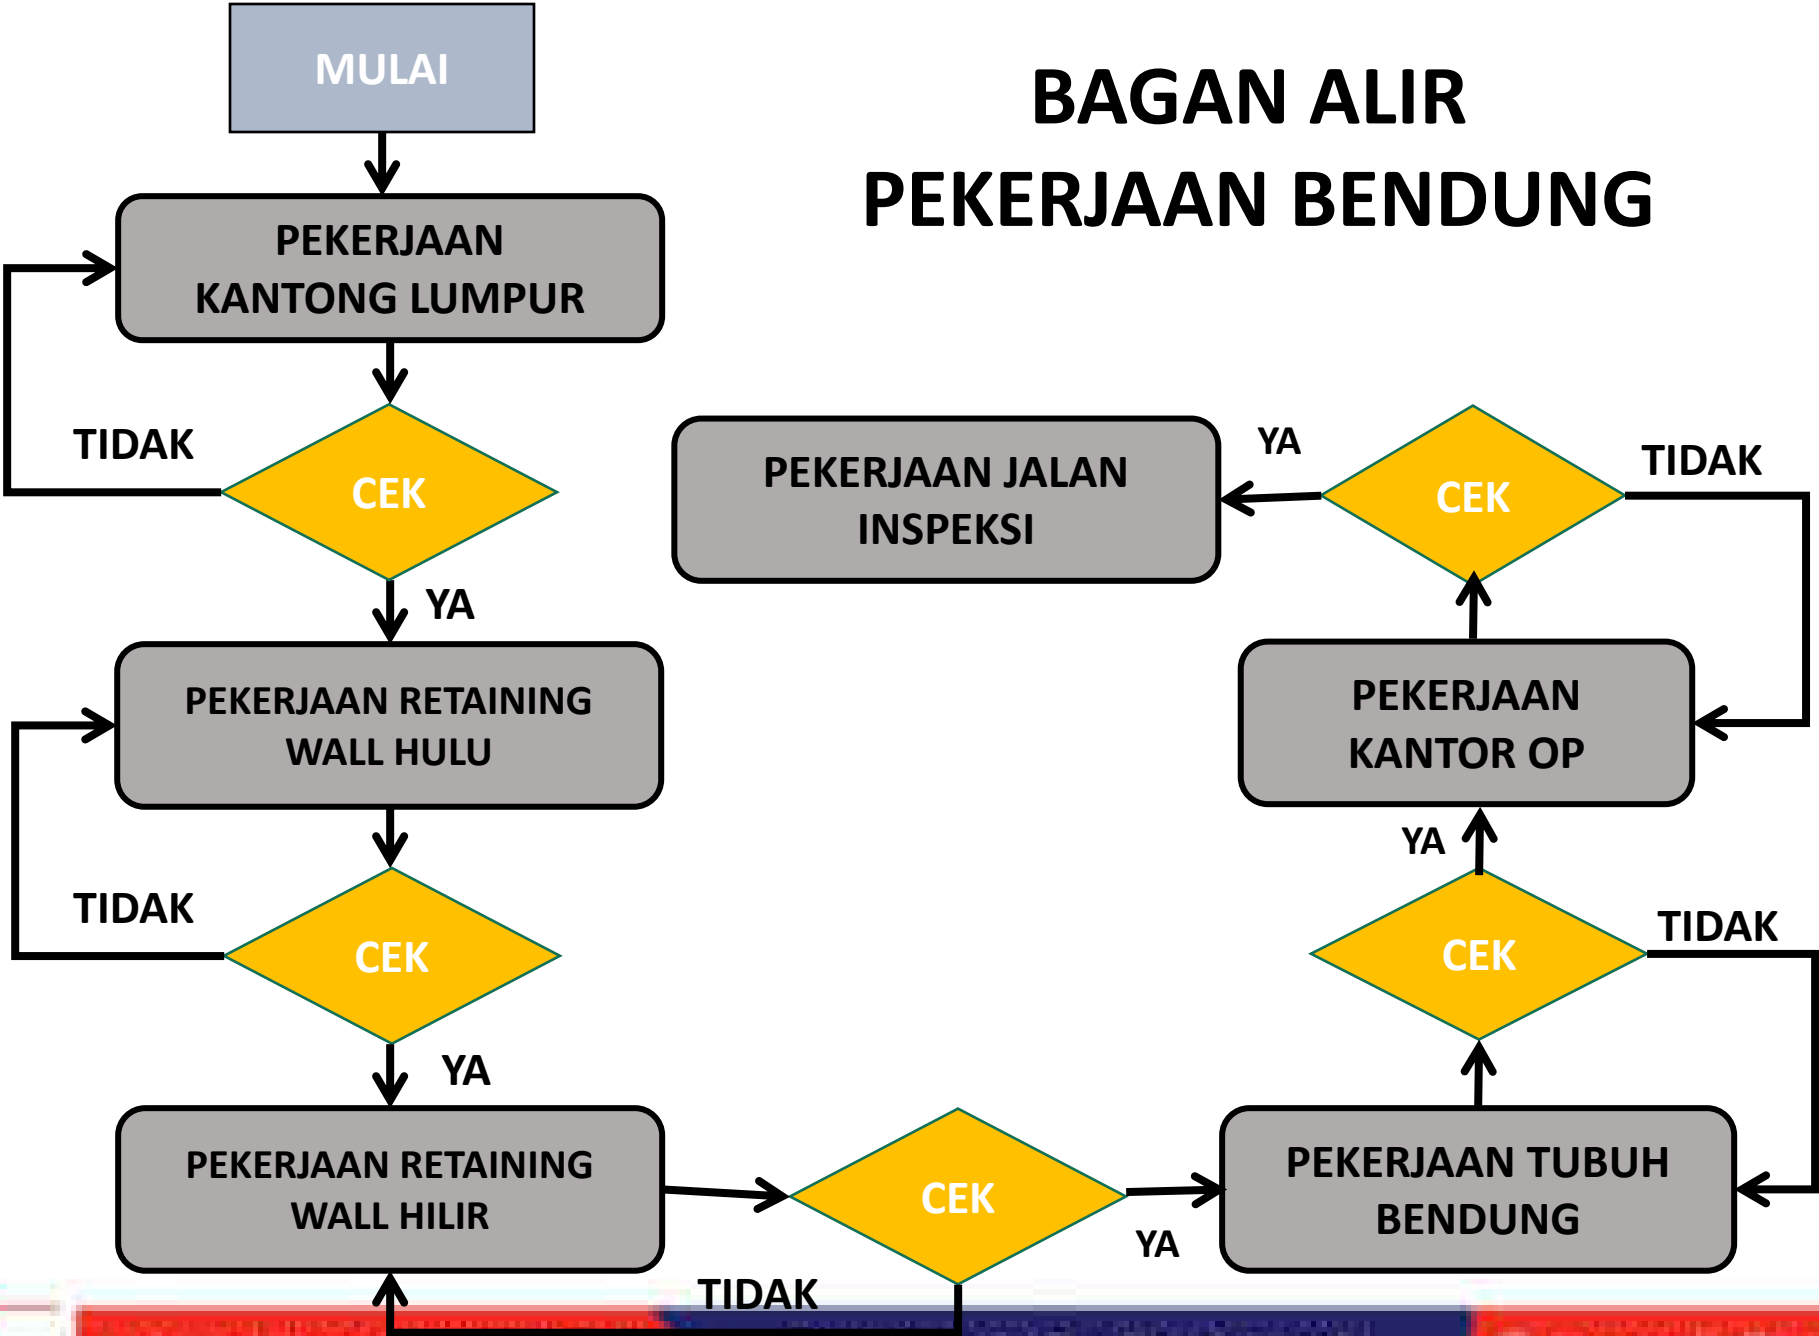 BAGAN ALIR
PEKERJAAN BENDUNG
MULAI
PEKERJAAN
KANTONG LUMPUR
TIDAK
CEK
YA
PEKERJAAN RETAINING
WALL HULU
TIDAK
CEK
YA
PEKERJAAN RETAINING
WALL HILIR
CEK
TIDAK
YA
PEKERJAAN TUBUH
BENDUNG
CEK
TIDAK
YA
PEKERJAAN
KANTOR OP
CEK
TIDAK
YA
PEKERJAAN JALAN
INSPEKSI